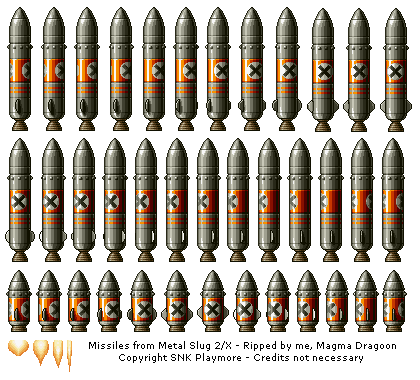 Missiles from Metal Slug 2/X - Ripped by me, Magma Dragoon
Copyright SNK Playmore - Credits not necessary